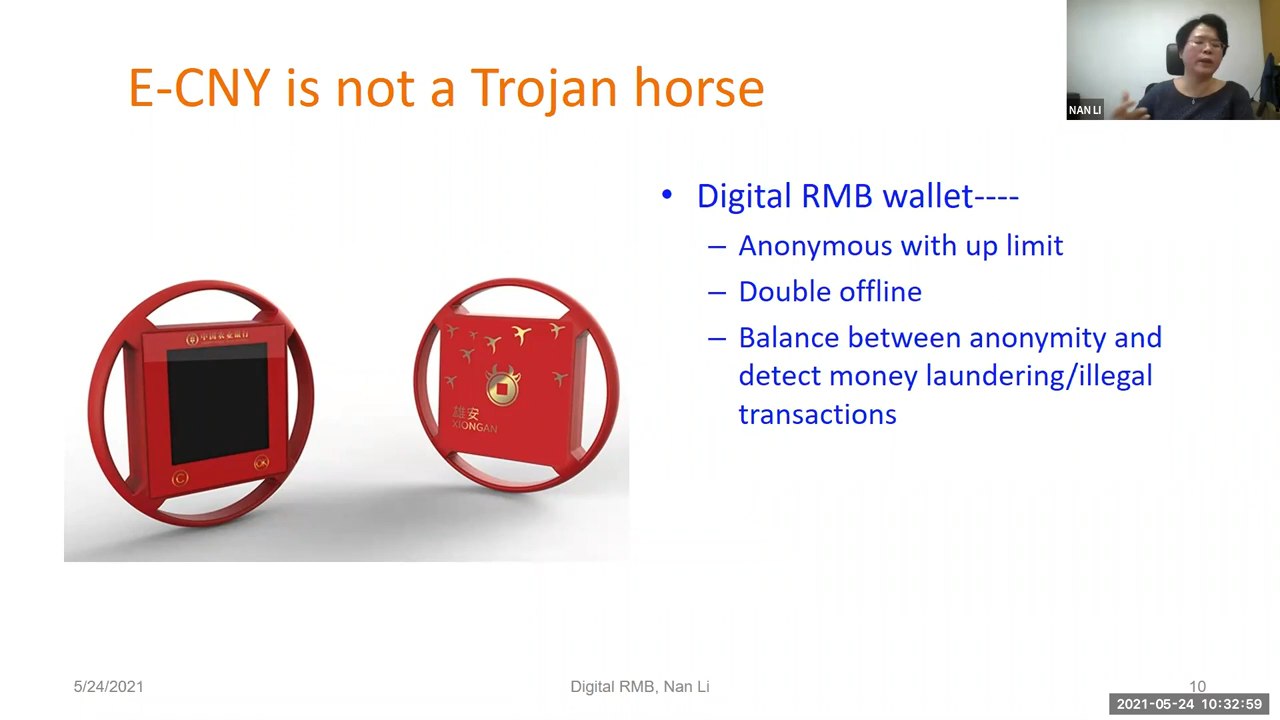 E-CNY is not a Trojan horse
NAN LI
• Digital RMB wallet----
– Anonymous with up limit
– Double offline
– Balance between anonymity and
detect money laundering/illegal
transactions
中国农业银行
C
OK
雄安
XIONGAN
5/24/2021
Digital RMB, Nan Li
10
2021-05-24 10:32:59